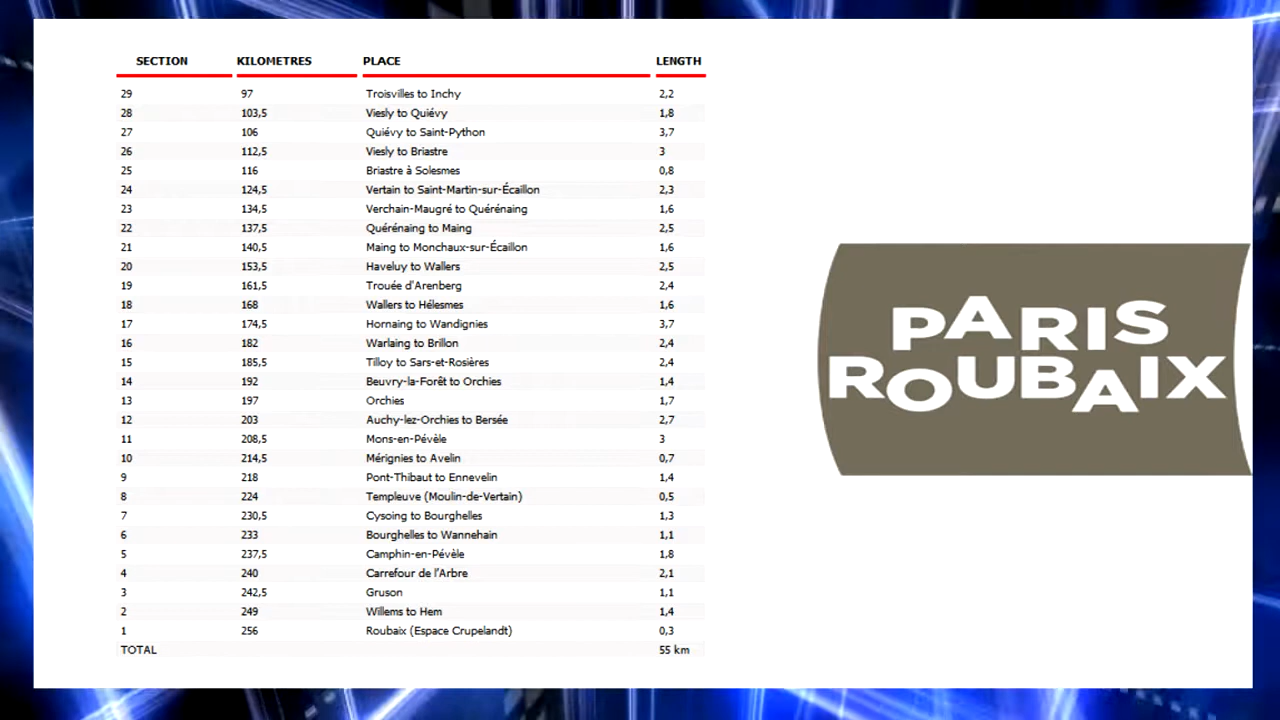 SECTION KILOMETRES PLACE LENGTH
29 97 Troisvilles to Inchy 2,2
28 103,5 Viesly to Quiévy 1,8
27 106 Quiévy to Saint-Python 3,7
26 112,5 Viesly to Briastre 3
25 116 Briastre à Solesmes 0,8
24 124,5 Vertain to Saint-Martin-sur-Écaillon 2,3
23 134,5 Verchain-Maugré to Quérénaing 1,6
22 137,5 Quérénaing to Maing 2,5
21 140,5 Maing to Monchaux-sur-Écaillon 1,6
20 153,5 Haveluy to Wallers 2,5
19 161,5 Trouée d'Arenberg 2,4
18 168 Wallers to Hélesmes 1,6
17 174,5 Hornaing to Wandignies 3,7
16 182 Warlaing to Brillon 2,4
15 185,5 Tilloy to Sars-et-Rosières 2,4
14 192 Beuvry-la-Forêt to Orchies 1,4
13 197 Orchies 1,7
12 203 Auchy-lez-Orchies to Bersée 2,7
11 208,5 Mons-en-Pévèle 3
10 214,5 Mérignies to Avelin 0,7
9 218 Pont-Thibaut to Ennevelin 1,4
8 224 Templeuve (Moulin-de-Vertain) 0,5
7 230,5 Cysoing to Bourghelles 1,3
6 233 Bourghelles to Wannehain 1,1
5 237,5 Camphin-en-Pévèle 1,8
4 240 Carrefour de l'Arbre 2,1
3 242,5 Gruson 1,1
2 249 Willems to Hem 1,4
1 256 Roubaix (Espace Crupelandt) 0,3
TOTAL 55 km
PARIS
ROUBAIX